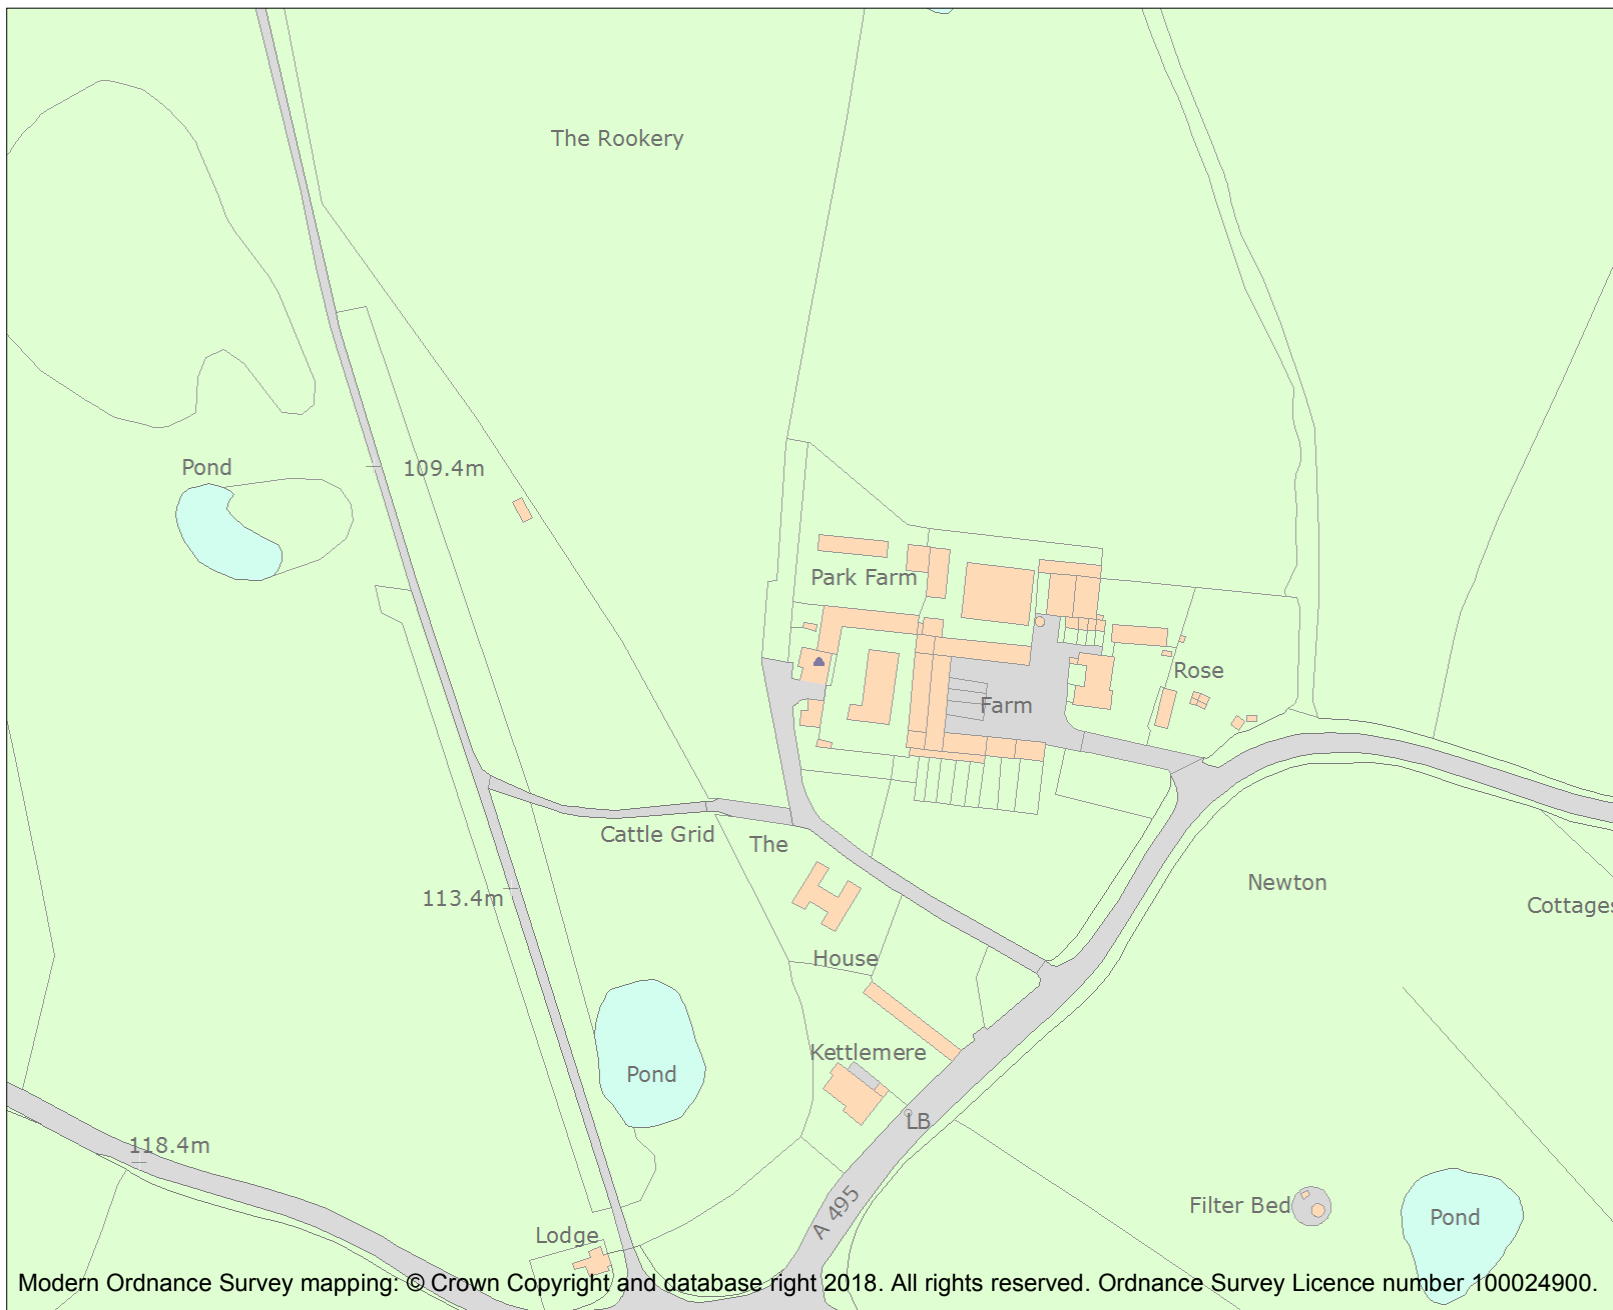 The Rookery
Pond
109.4m
Park Farm
Rose
Farm
Cattle Grid
The
113.4m
Newton
Cottages
House
Kettlemere
Pond
LB
118.4m
A 495
Filter Bed
Pond
Lodge
Modern Ordnance Survey mapping: © Crown Copyright and database right 2018. All rights reserved. Ordnance Survey Licence number 100024900.